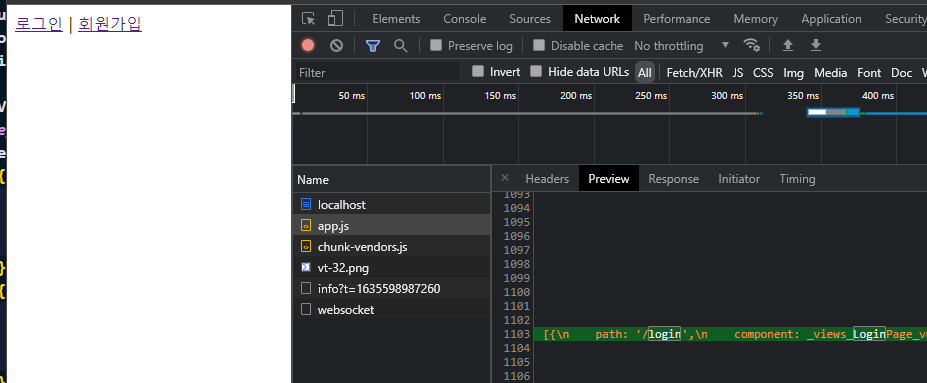 로그인 | 회원가입
Elements Console Sources Network Performance Memory Application Security
Preserve log Disable cache No throttling
Filter Invert Hide data URLs All Fetch/XHR JS CSS Img Media Font Doc
50 ms 100 ms 150 ms 200 ms 250 ms 300 ms 350 ms 400 ms
Name
× Headers Preview Response Initiator Timing
localhost
app.js
chunk-vendors.js
vt-32.png
info?t=1635598987260
websocket
1093
1094
1095
1096
1097
1098
1099
1100
1101
1102
1103 [{\n    path: '/login',\n    component: _views_LoginPage_v
1104
1105
1106